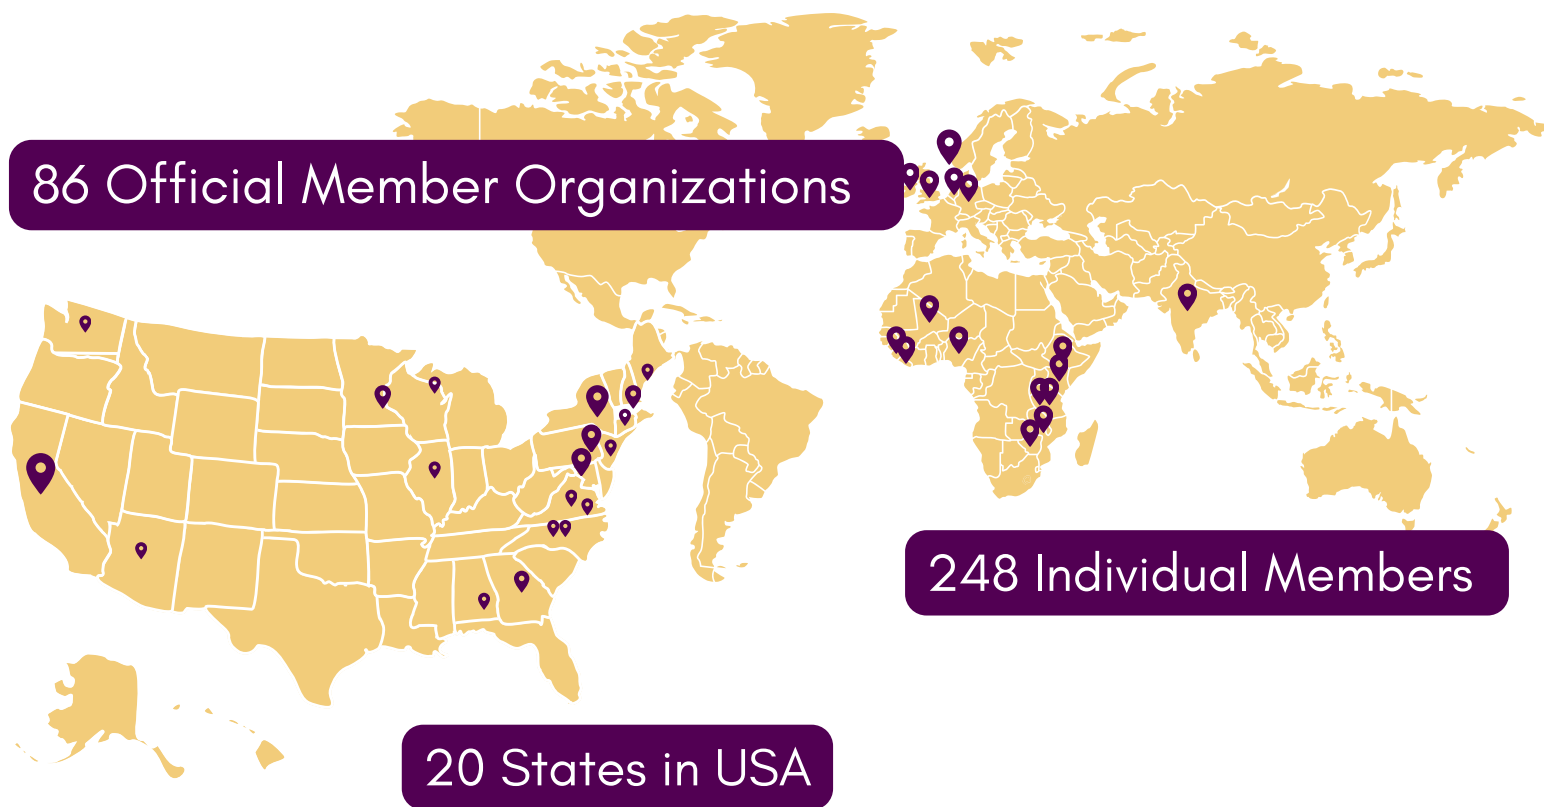 86 Official Member Organizations
248 Individual Members
20 States in USA